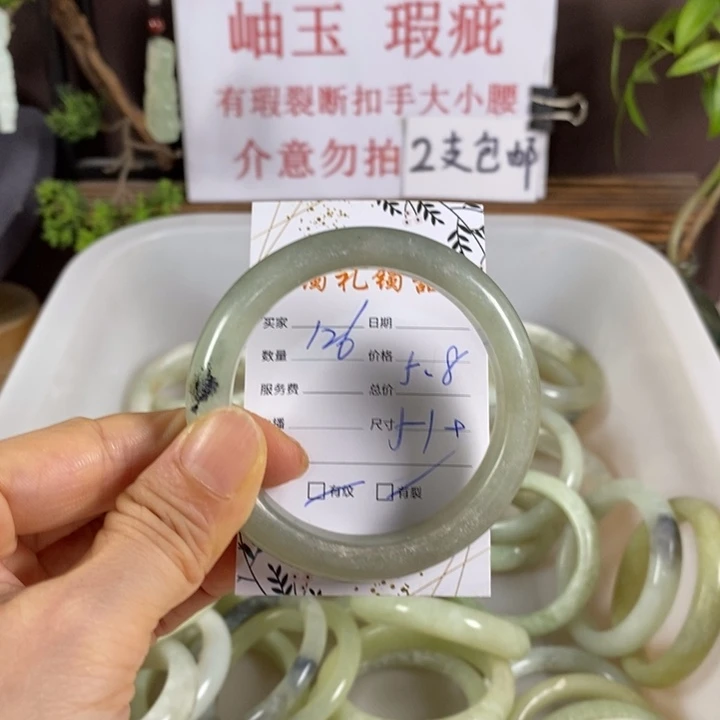 岫玉 瑕疵
有瑕裂断扣手大小腰
介意勿拍 2支包邮
买家 126 日期
数量 价格 5.8
服务费 总价
播 尺寸 51+
有纹 有裂